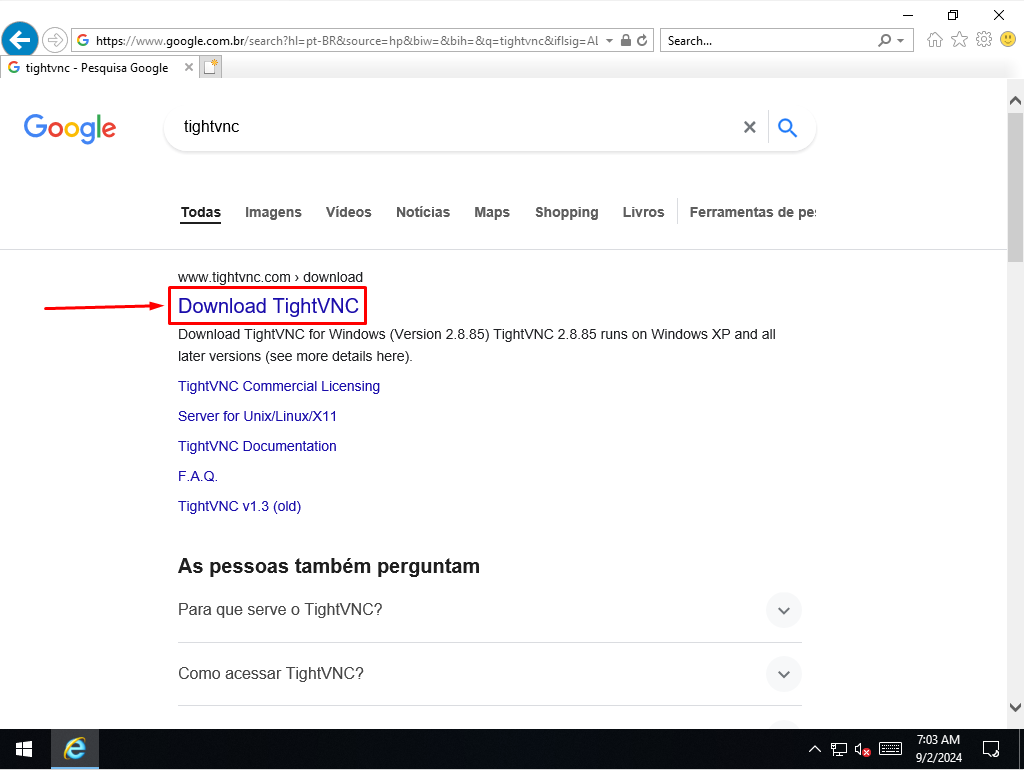 https://www.google.com.br/search?hl=pt-BR&source=hp&biw=&bih=&q=tightvnc&iflsig=Al
Search...
tightvnc - Pesquisa Google
Google
tightvnc
Todas
Imagens
Vídeos
Notícias
Maps
Shopping
Livros
Ferramentas de pes
www.tightvnc.com › download
Download TightVNC
Download TightVNC for Windows (Version 2.8.85) TightVNC 2.8.85 runs on Windows XP and all
later versions (see more details here).
TightVNC Commercial Licensing
Server for Unix/Linux/X11
TightVNC Documentation
F.A.Q.
TightVNC v1.3 (old)
As pessoas também perguntam
Para que serve o TightVNC?
Como acessar TightVNC?
7:03 AM
9/2/2024